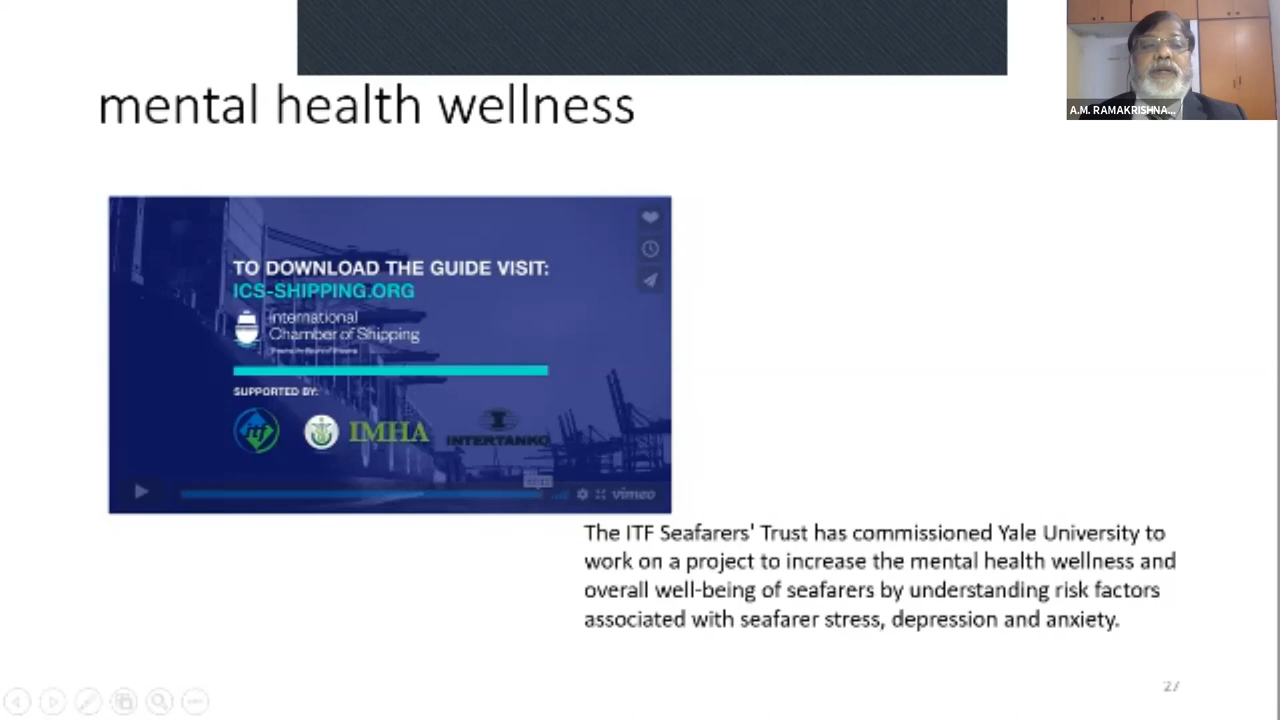 mental health wellness
A.M. RAMAKRISHNA...
TO DOWNLOAD THE GUIDE VISIT:
ICS-SHIPPING.ORG
International
Chamber of Shipping
SUPPORTED BY:
itf
IMHA
INTERTANKO
vimeo
The ITF Seafarers' Trust has commissioned Yale University to
work on a project to increase the mental health wellness and
overall well-being of seafarers by understanding risk factors
associated with seafarer stress, depression and anxiety.
27